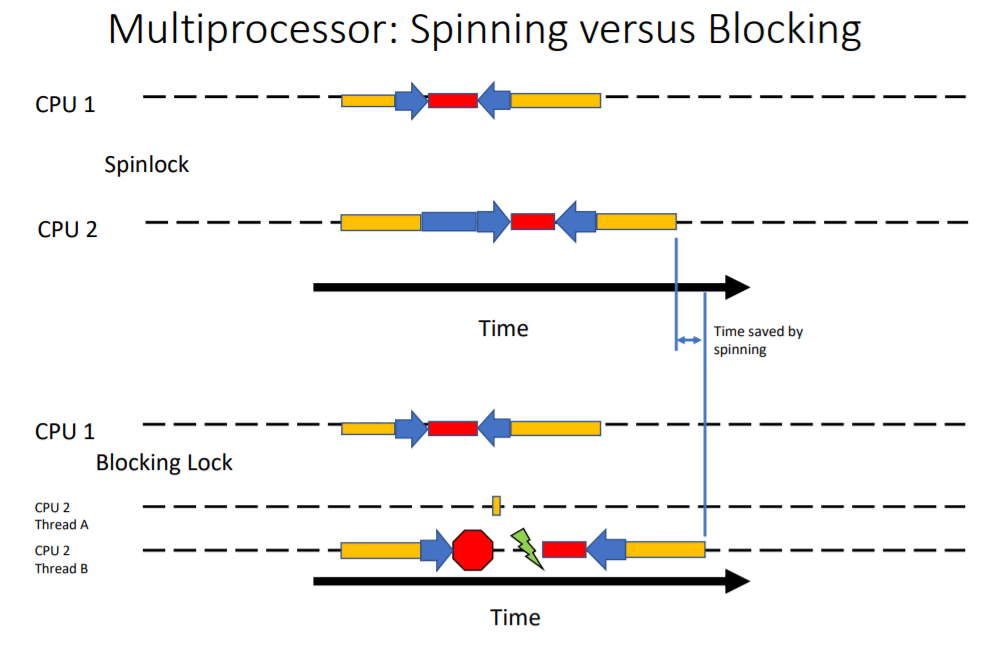 Multiprocessor: Spinning versus Blocking
CPU 1
Spinlock
CPU 2
Time
Time saved by
spinning
CPU 1
Blocking Lock
CPU 2
Thread A
CPU 2
Thread B
Time